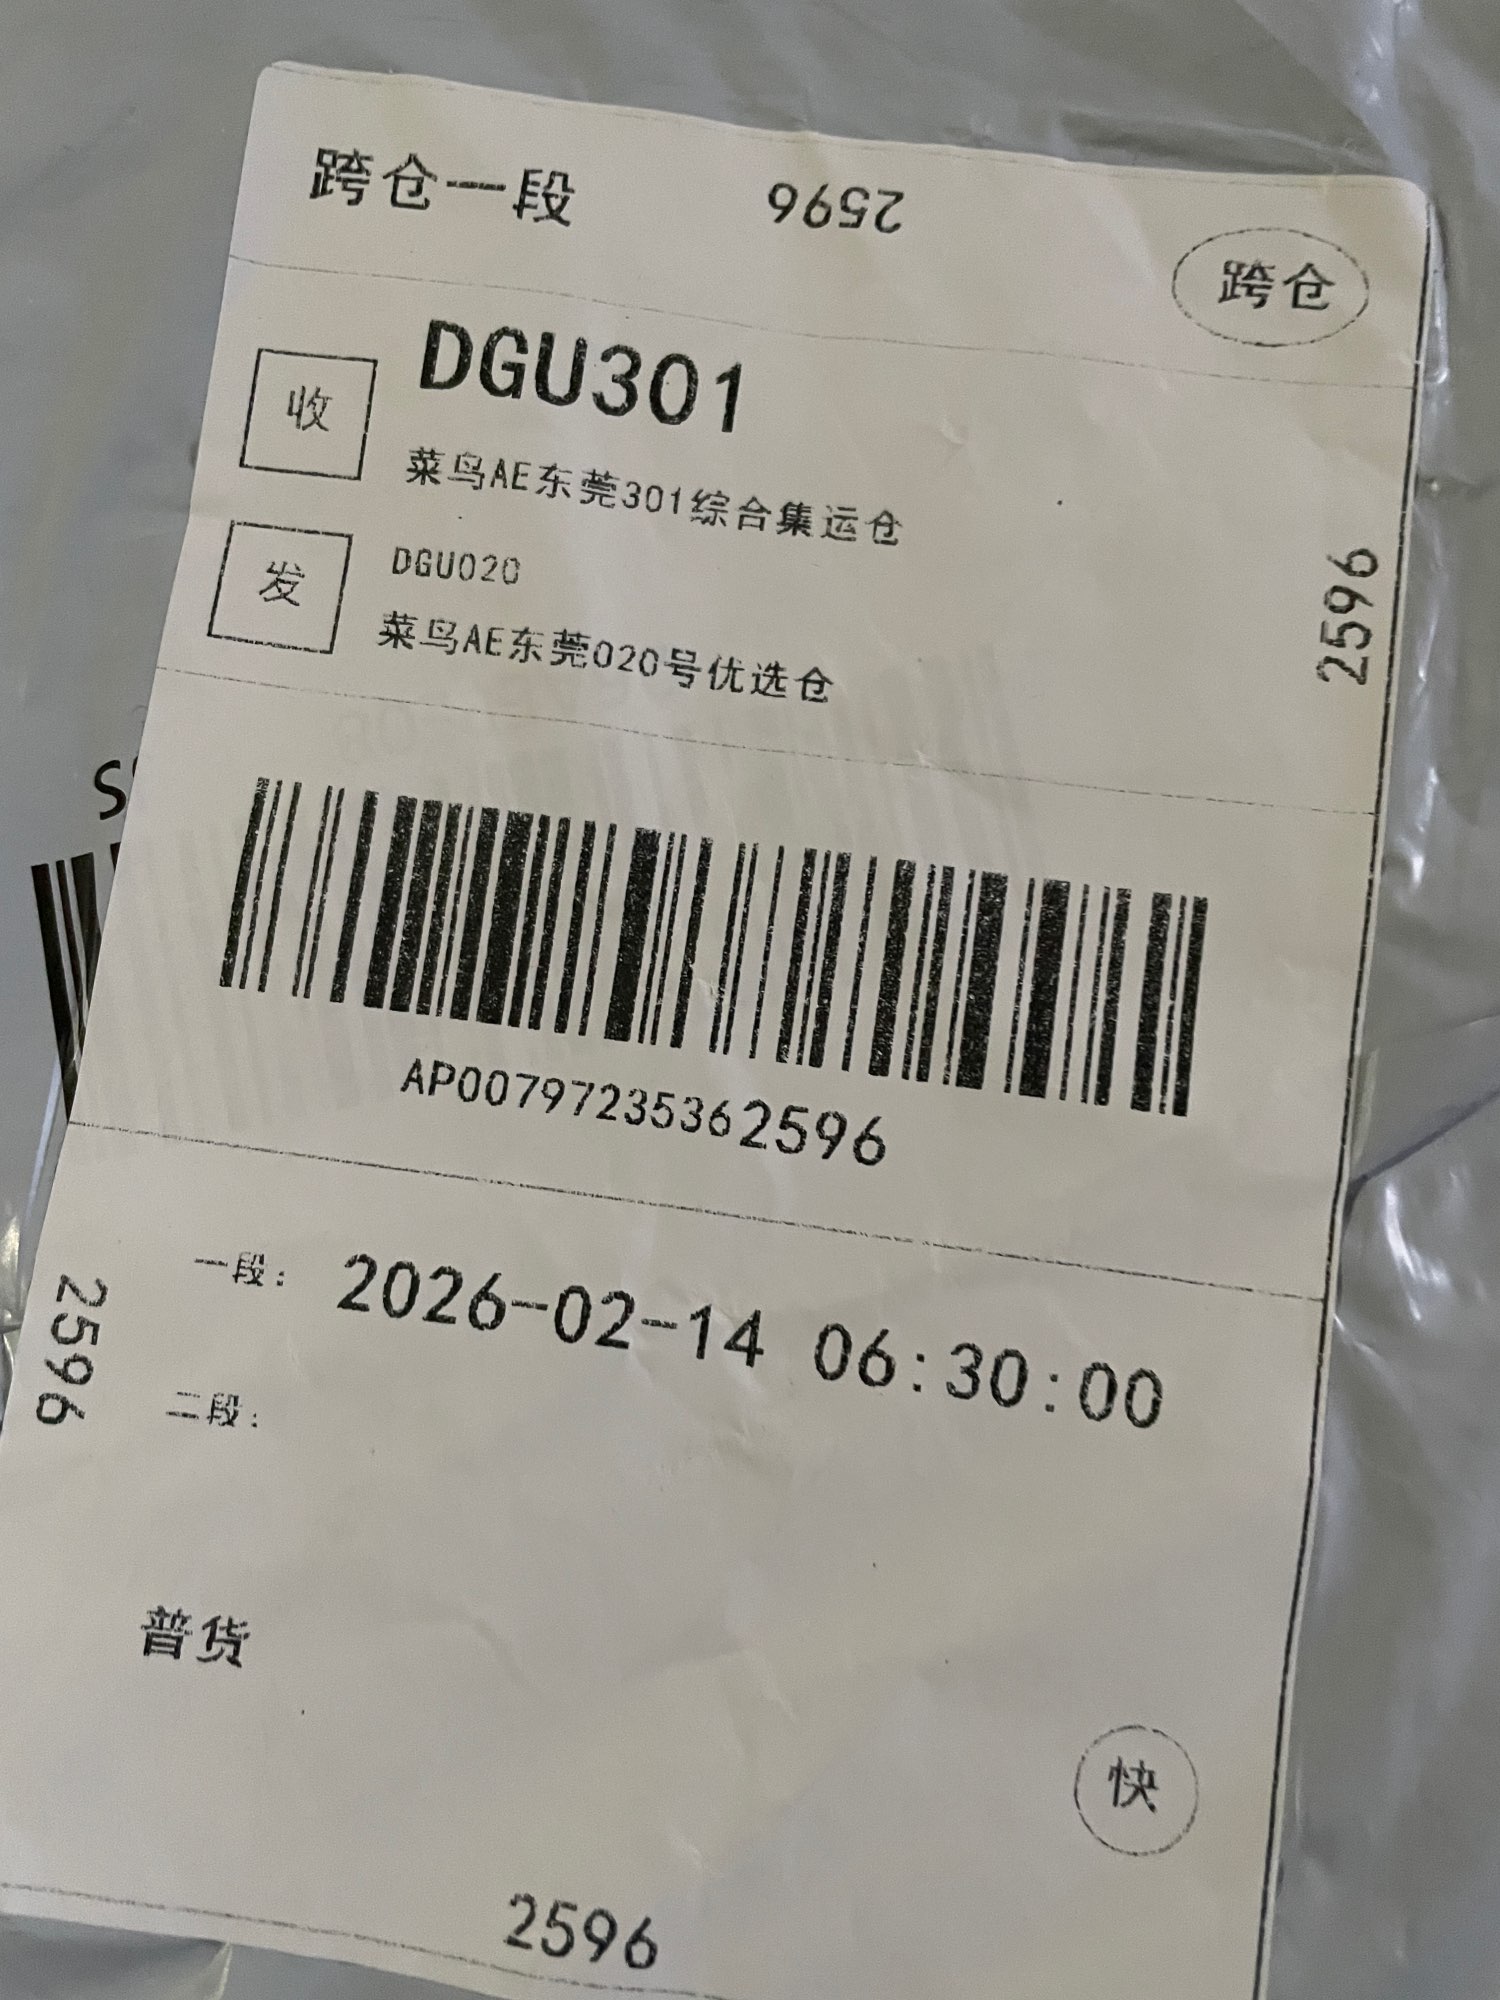 跨仓一段
2596
跨仓
收
DGU301
菜鸟AE东莞301综合集运仓
发
DGU020
菜鸟AE东莞020号优选仓
2596
AP00797235362596
一段: 2026-02-14 06:30:00
二段:
2596
普货
快
2596